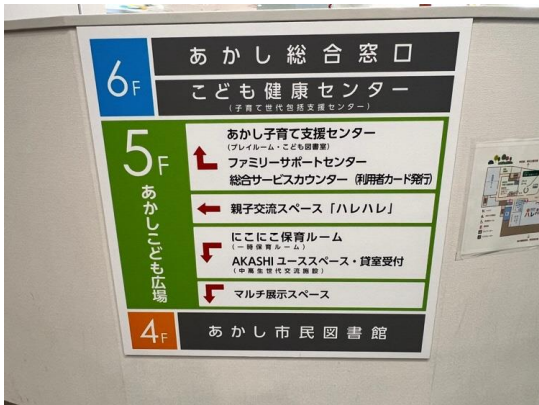 6F
あかし総合窓口
こども健康センター
(子育て世代包括支援センター)
5F
あかしこども広場
あかし子育て支援センター
(プレイルーム・こども図書室)
ファミリーサポートセンター
総合サービスカウンター (利用者カード発行)
親子交流スペース「ハレハレ」
にこにこ保育ルーム
(一時保育ルーム)
AKASHI ユーススペース・貸室受付
(中高生世代交流施設)
マルチ展示スペース
4F
あかし市民図書館